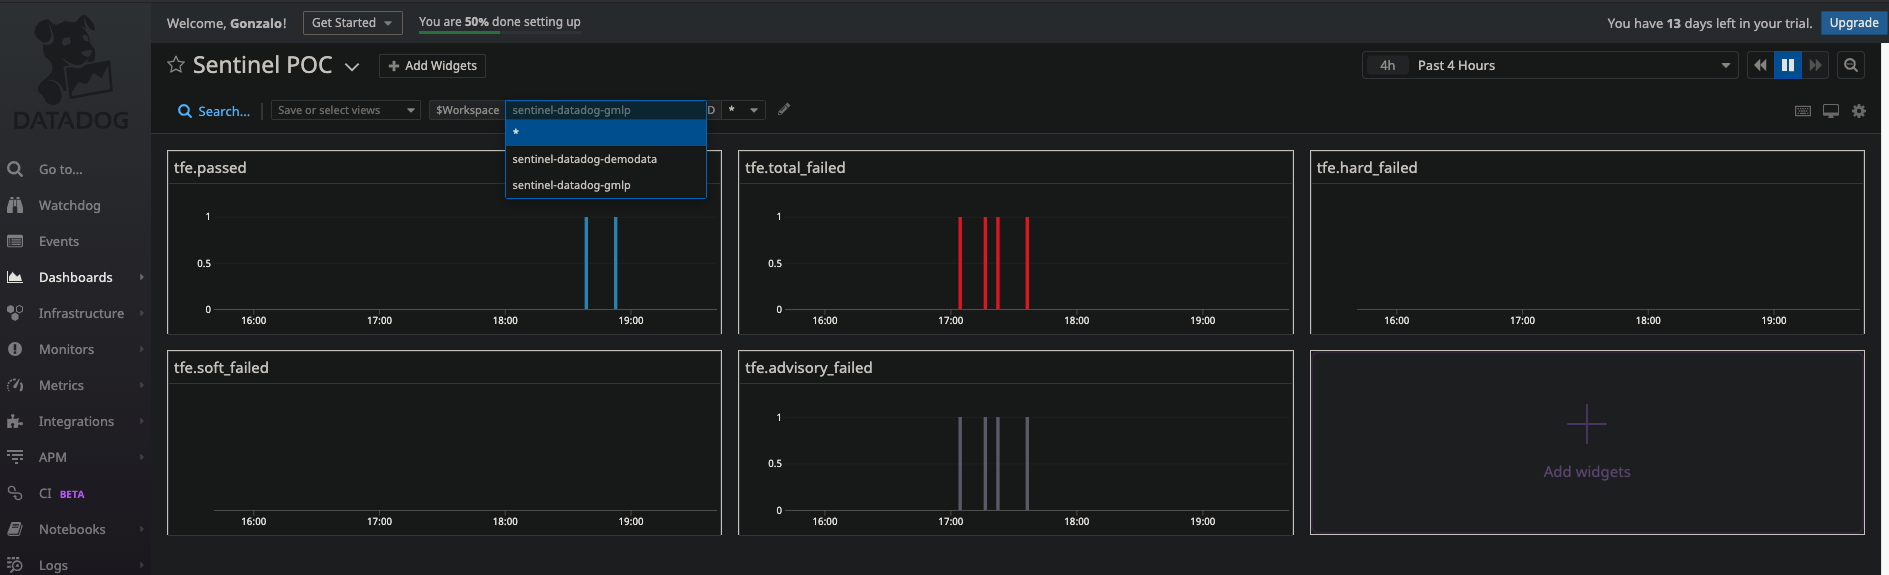 DATADOG
Welcome, Gonzalo!
Get Started
You are 50% done setting up
You have 13 days left in your trial.
Upgrade
Sentinel POC
+ Add Widgets
4h
Past 4 Hours
Search...
Save or select views
$Workspace
sentinel-datadog-gmlp
D
*
*
sentinel-datadog-demodata
sentinel-datadog-gmlp
Go to...
Watchdog
Events
Dashboards
Infrastructure
Monitors
Metrics
Integrations
APM
CI BETA
Notebooks
Logs
tfe.passed
1
0.5
0
16:00 17:00 18:00 19:00
tfe.total_failed
1
0.5
0
16:00 17:00 18:00 19:00
tfe.hard_failed
16:00 17:00 18:00 19:00
tfe.soft_failed
16:00 17:00 18:00 19:00
tfe.advisory_failed
1
0.5
0
16:00 17:00 18:00 19:00
Add widgets